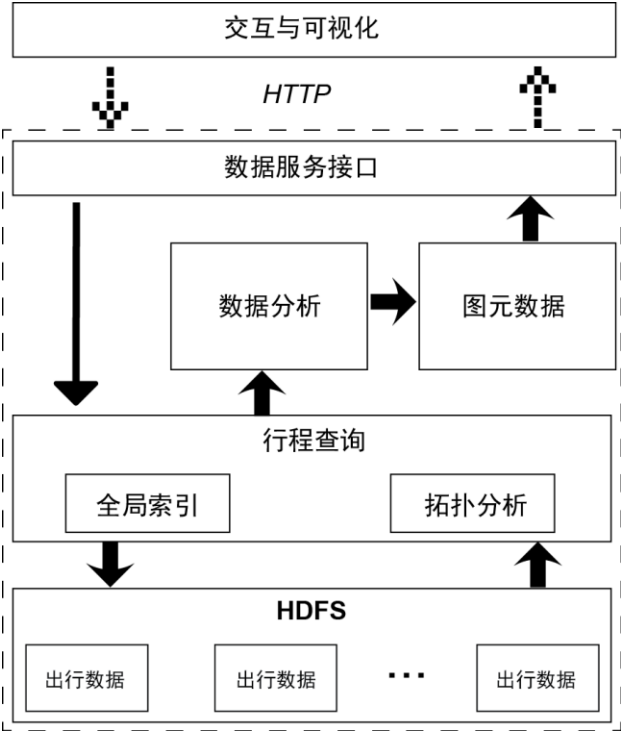 交互与可视化
HTTP
数据服务接口
数据分析
图元数据
行程查询
全局索引
拓扑分析
HDFS
出行数据
出行数据
...
出行数据